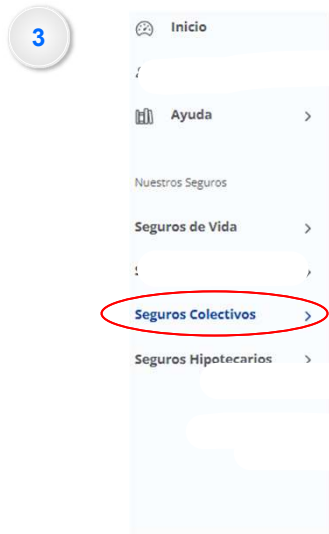 3
Inicio
Ayuda
Nuestros Seguros
Seguros de Vida
Seguros Colectivos
Seguros Hipotecarios